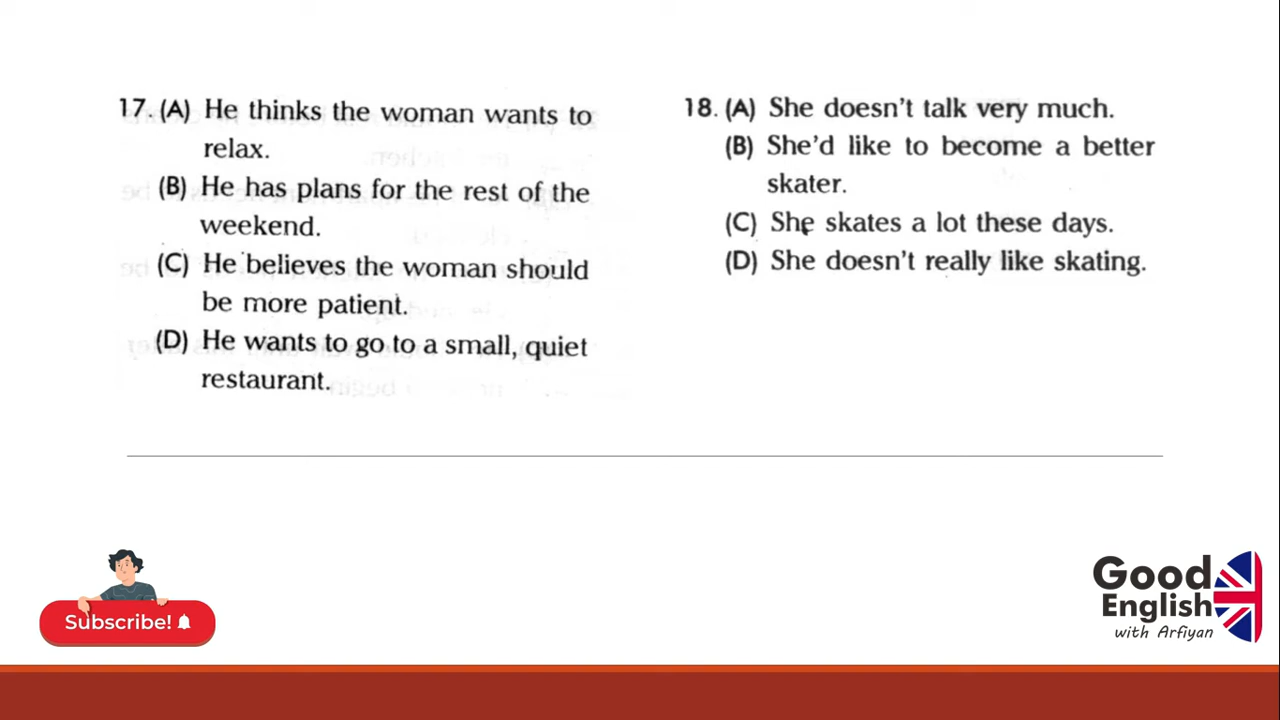 17. (A) He thinks the woman wants to
relax.
(B) He has plans for the rest of the
weekend.
(C) He believes the woman should
be more patient.
(D) He wants to go to a small, quiet
restaurant.
18. (A) She doesn't talk very much.
(B) She'd like to become a better
skater.
(C) She skates a lot these days.
(D) She doesn't really like skating.
Subscribe!
Good
English
with Arfiyan